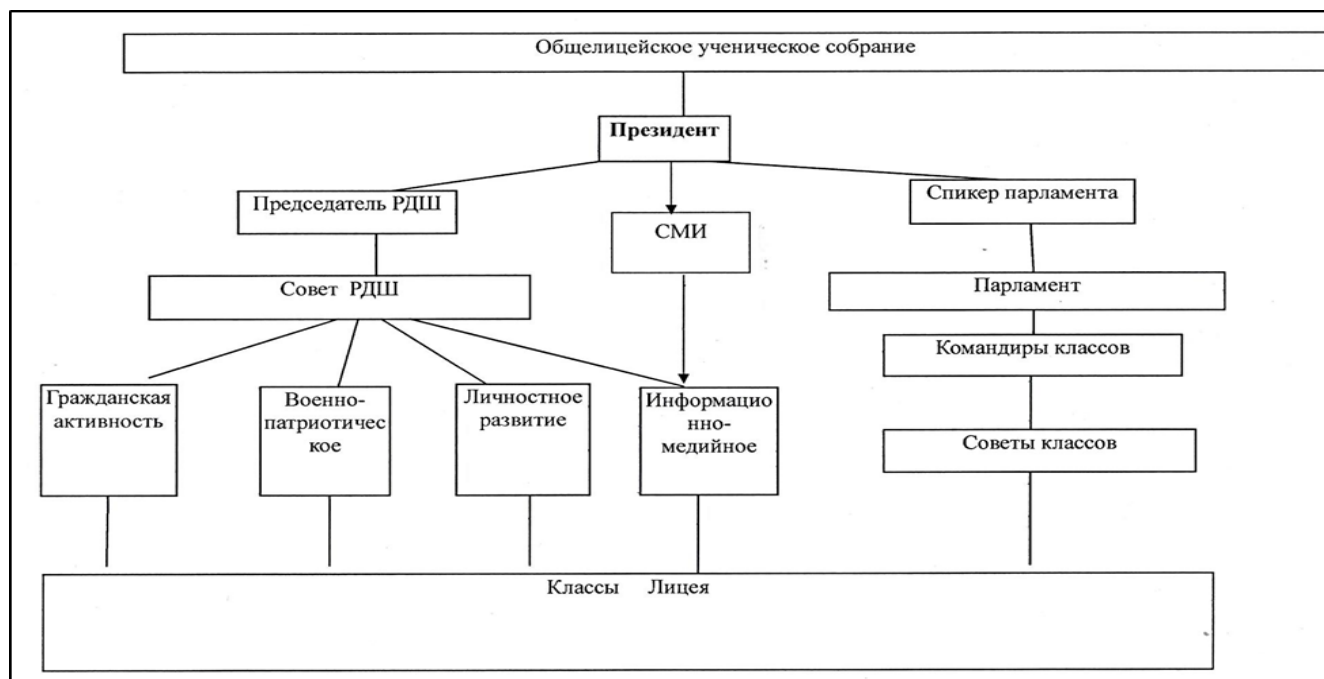 Общелицейское ученическое собрание
Президент
Председатель РДШ
СМИ
Спикер парламента
Совет РДШ
Парламент
Командиры классов
Гражданская
активность
Военно-
патриотичес
кое
Личностное
развитие
Информацио
нно-
медийное
Советы классов
Классы Лицея